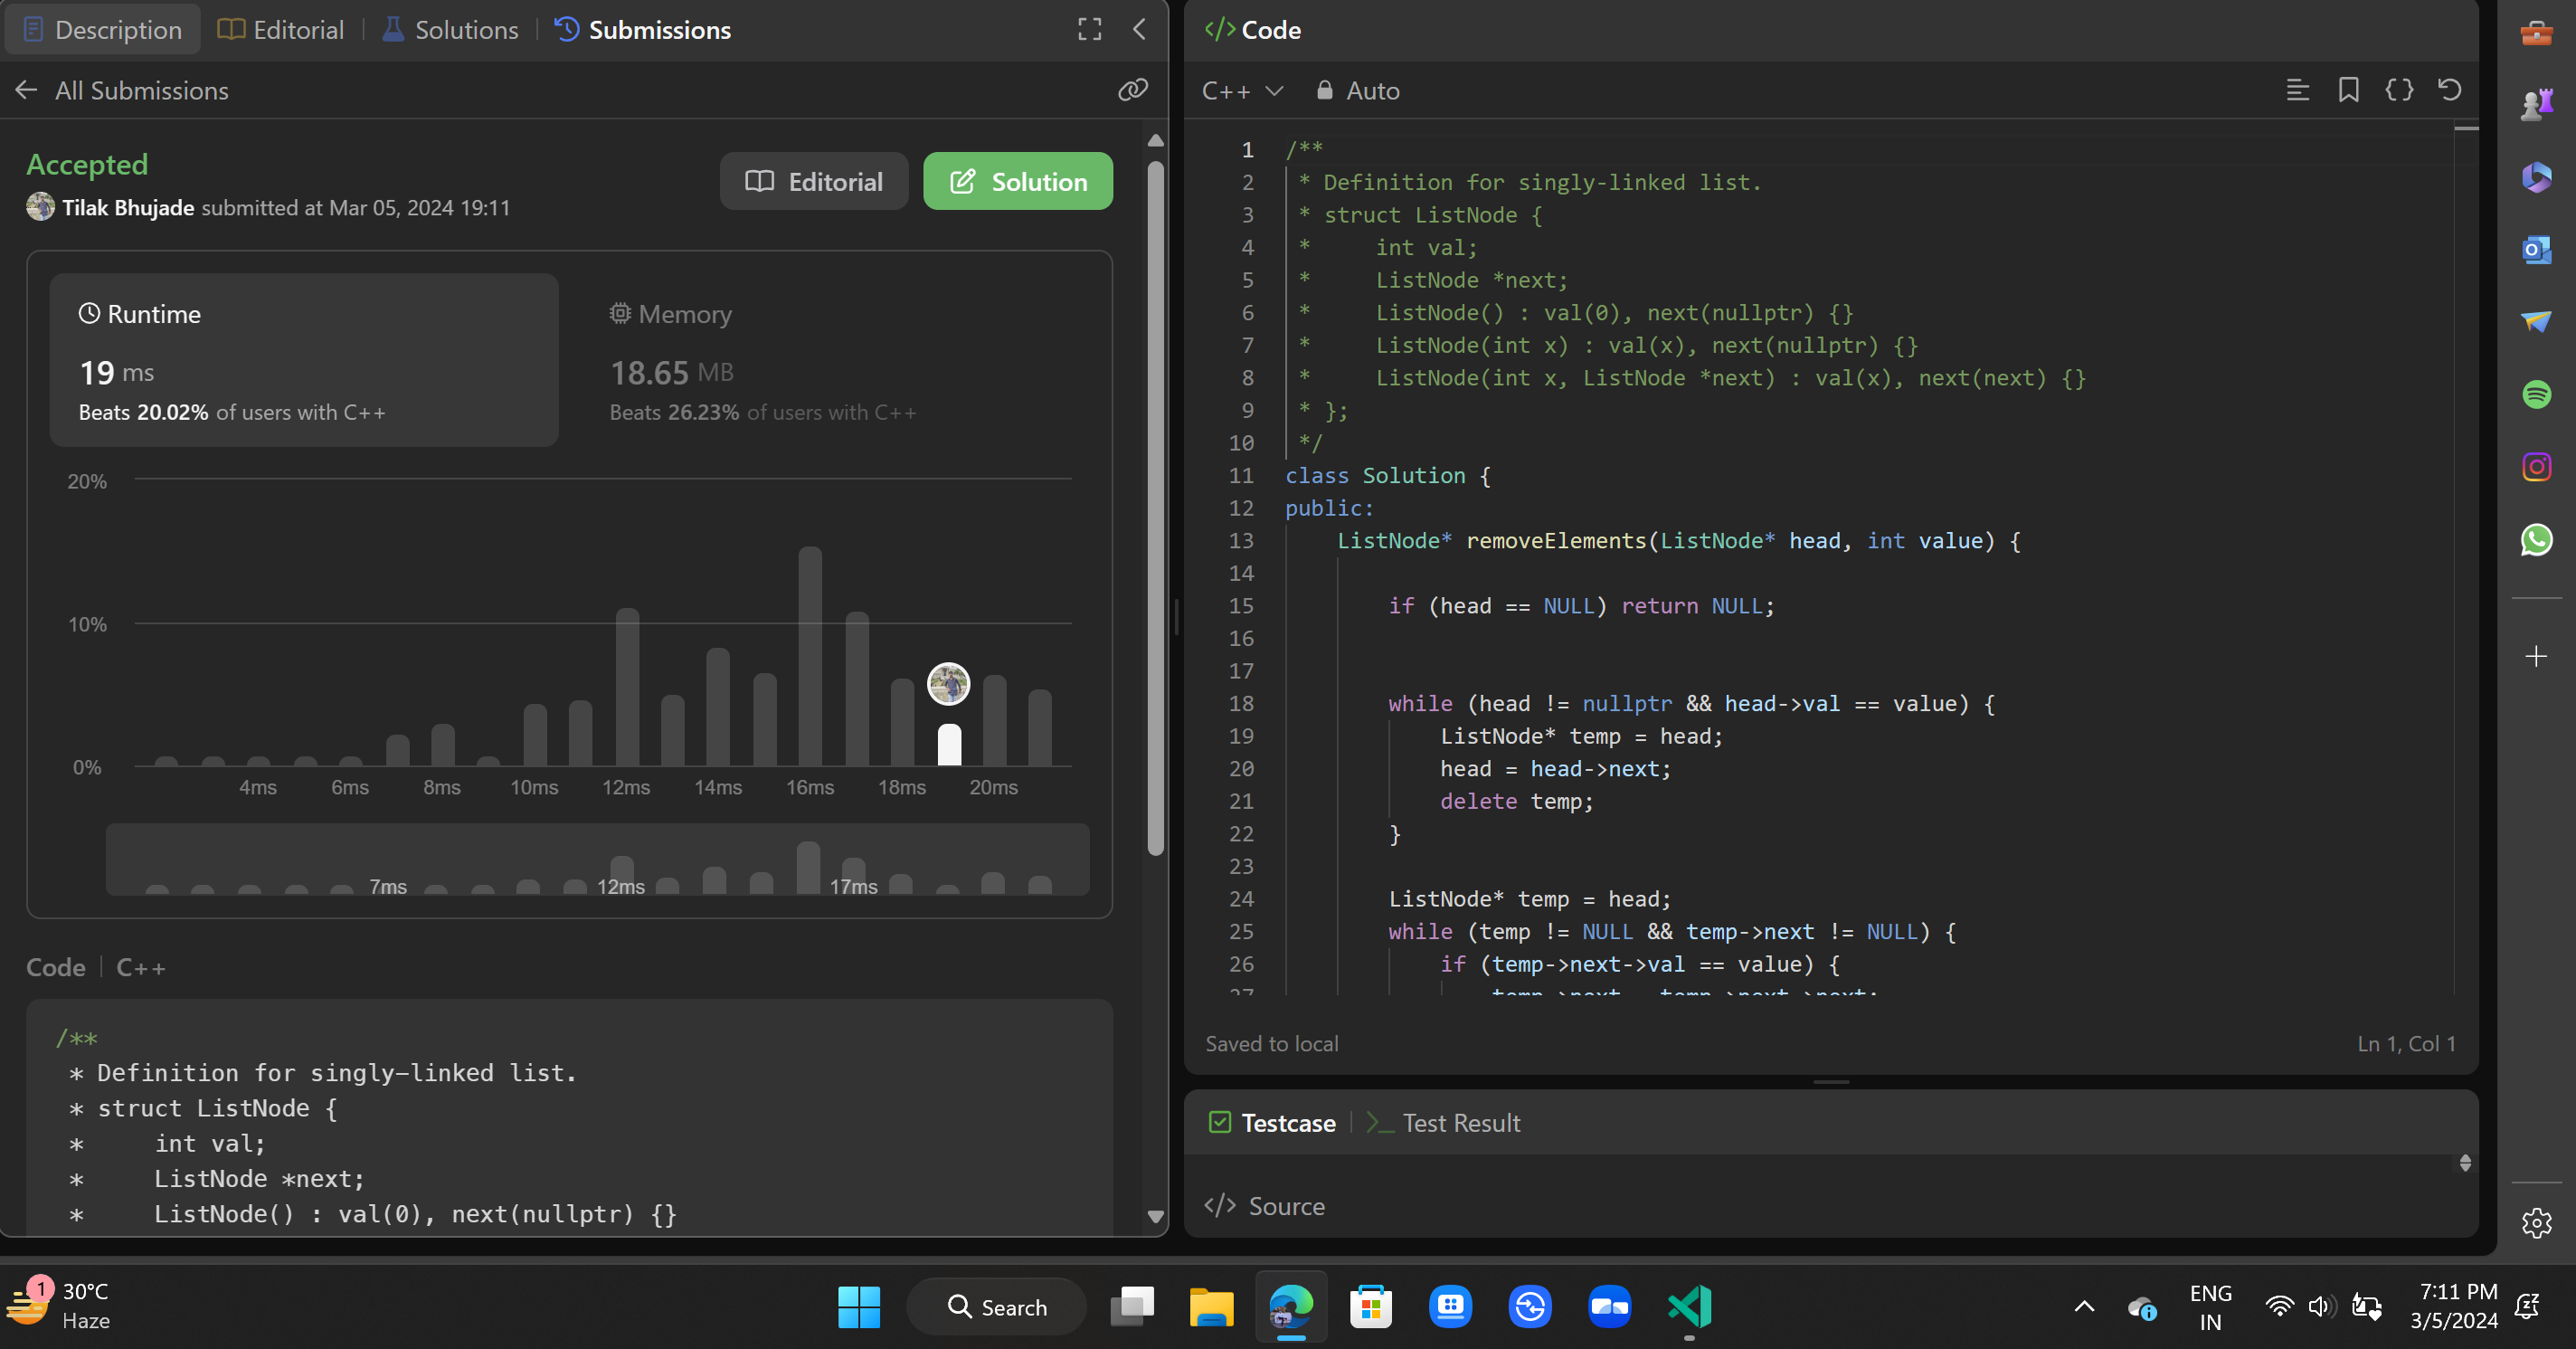 Description
Editorial
Solutions
Submissions
All Submissions
Accepted
Tilak Bhujade submitted at Mar 05, 2024 19:11
Editorial
Solution
Runtime
19 ms
Beats 20.02% of users with C++
Memory
18.65 MB
Beats 26.23% of users with C++
20%
10%
0%
4ms 6ms 8ms 10ms 12ms 14ms 16ms 18ms 20ms
7ms 12ms 17ms
Code | C++
/**
* Definition for singly-linked list.
* struct ListNode {
*     int val;
*     ListNode *next;
*     ListNode() : val(0), next(nullptr) {}
</> Code
C++
Auto
1 /**
2 * Definition for singly-linked list.
3 * struct ListNode {
4 *     int val;
5 *     ListNode *next;
6 *     ListNode() : val(0), next(nullptr) {}
7 *     ListNode(int x) : val(x), next(nullptr) {}
8 *     ListNode(int x, ListNode *next) : val(x), next(next) {}
9 * };
10 */
11 class Solution {
12 public:
13     ListNode* removeElements(ListNode* head, int value) {
14
15         if (head == NULL) return NULL;
16
17
18         while (head != nullptr && head->val == value) {
19             ListNode* temp = head;
20             head = head->next;
21             delete temp;
22         }
23
24         ListNode* temp = head;
25         while (temp != NULL && temp->next != NULL) {
26             if (temp->next->val == value) {
27                 temp->next = temp->next->next;
Saved to local
Ln 1, Col 1
Testcase
>_ Test Result
</> Source
1
30°C
Haze
Search
ENG
IN
7:11 PM
3/5/2024